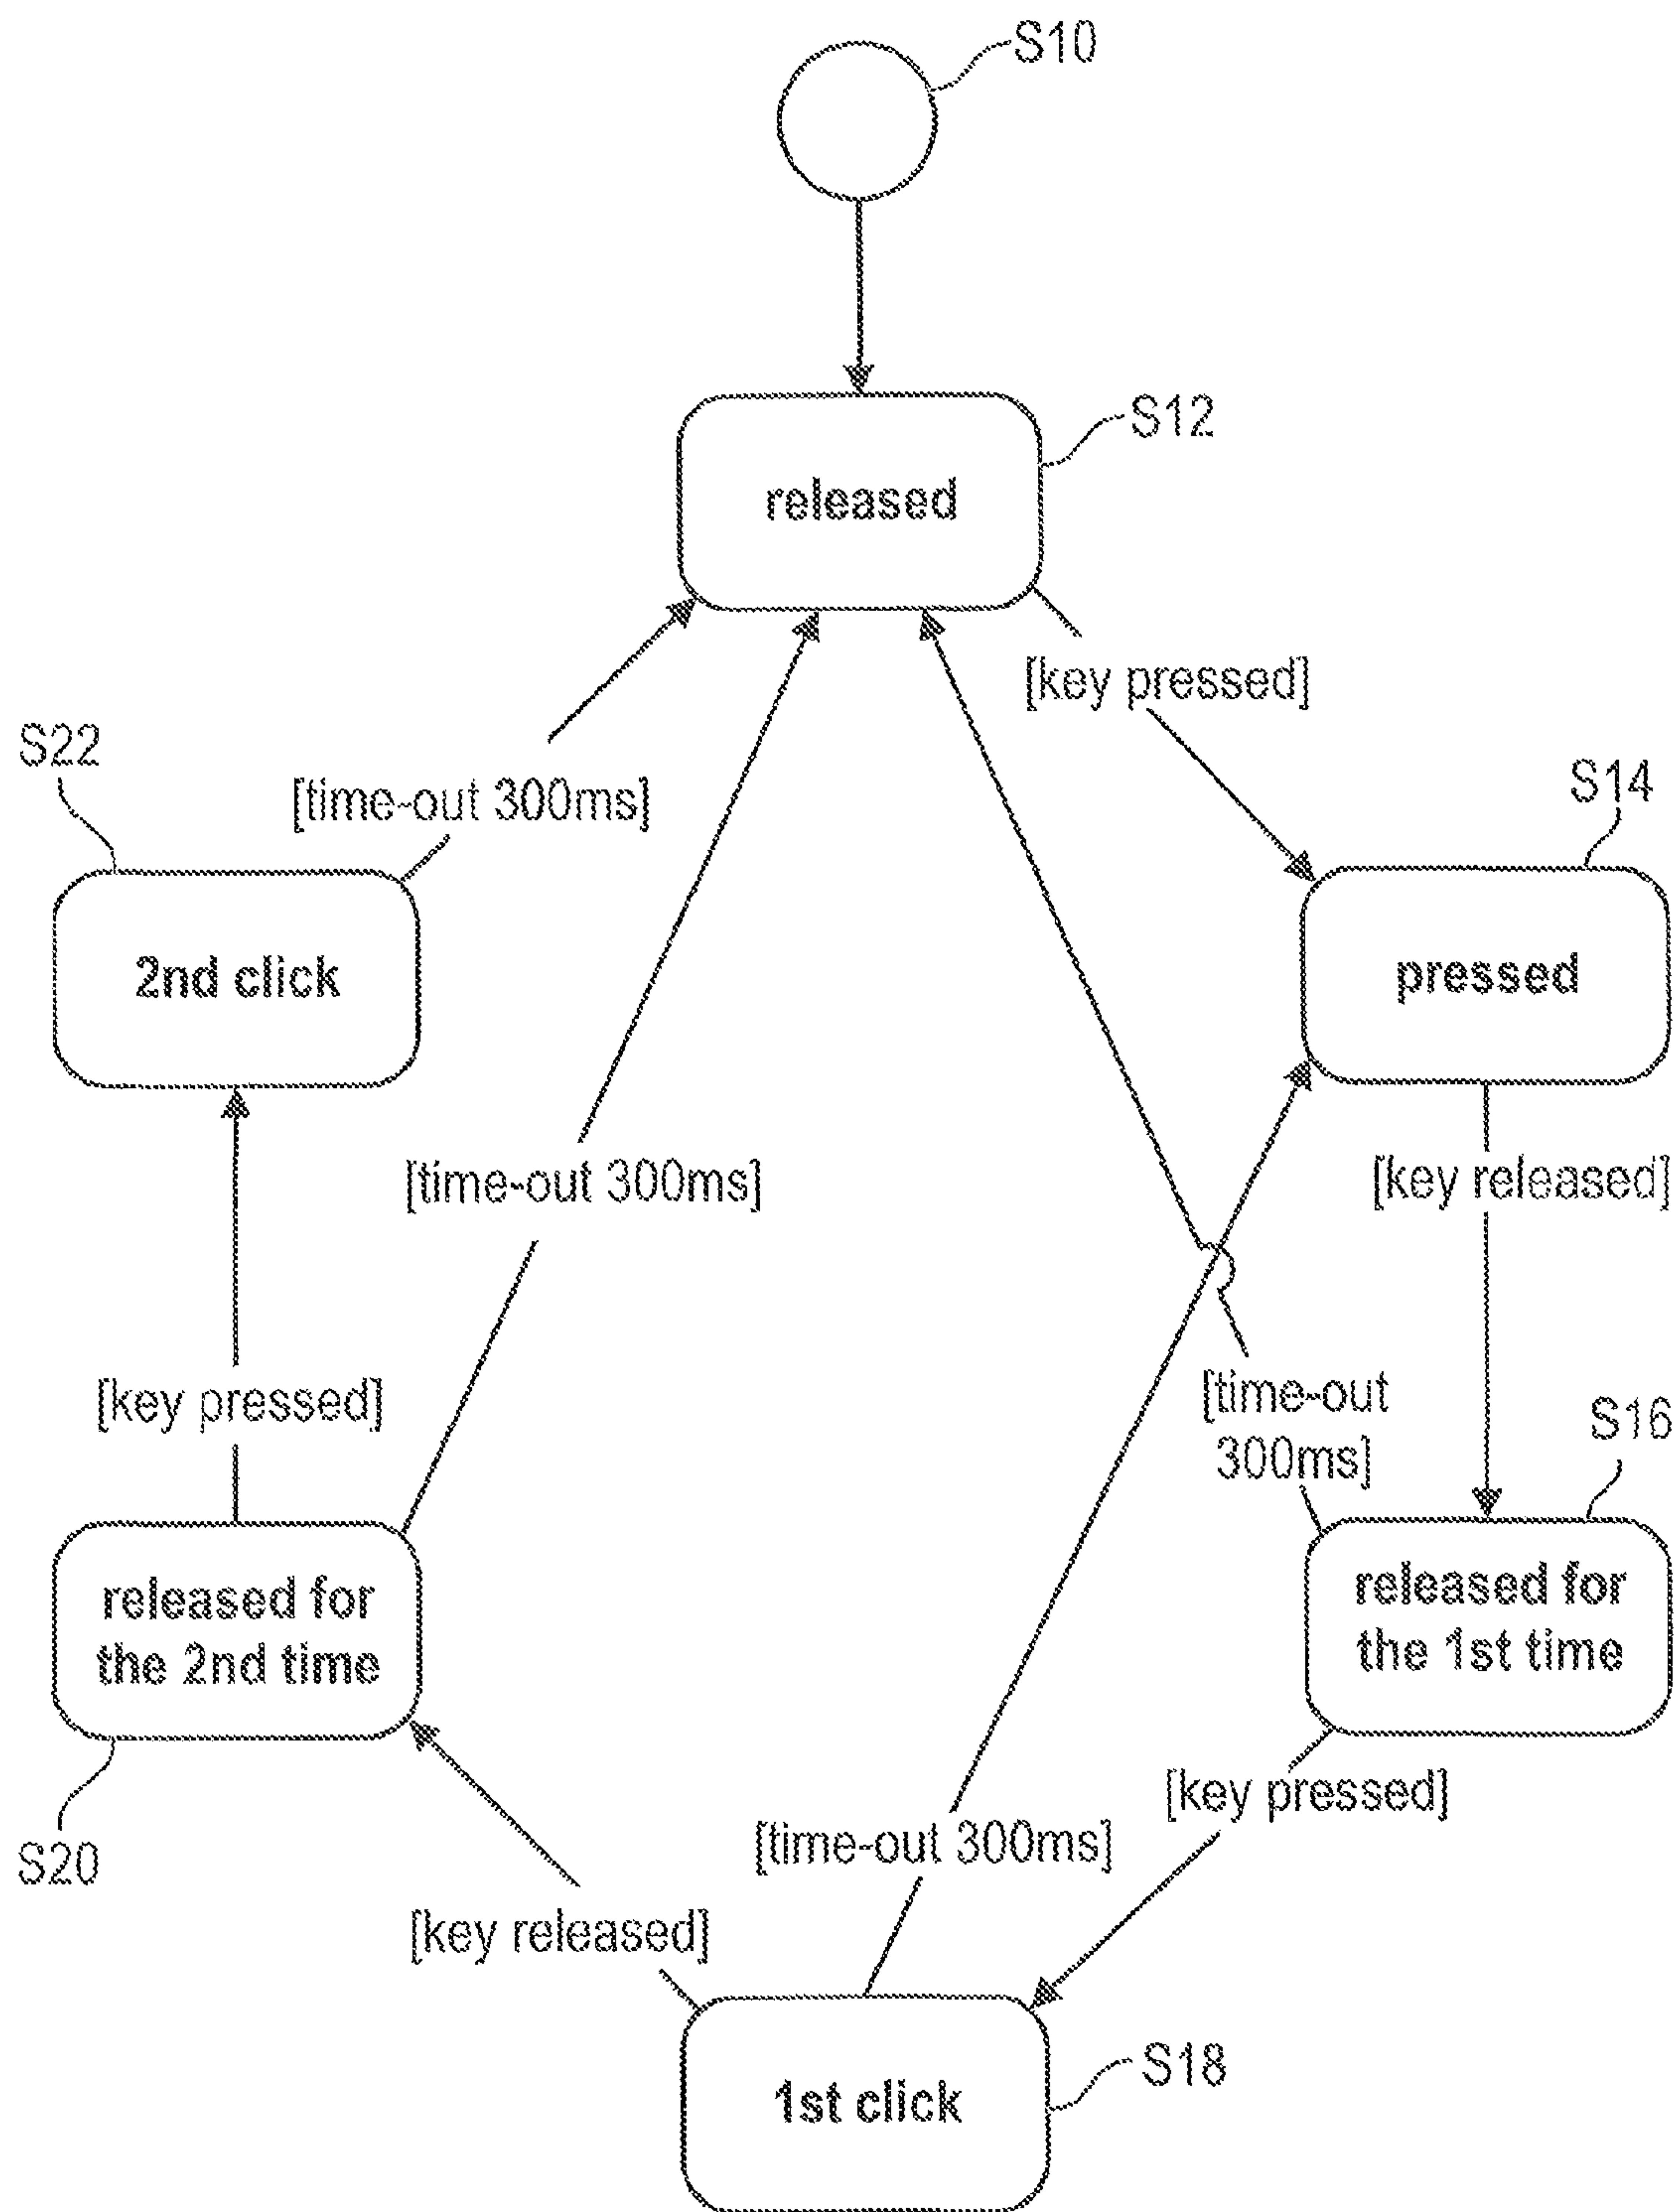 S10
S12
released
[key pressed]
S22
[time-out 300ms]
S14
2nd click
pressed
[key released]
[time-out 300ms]
[key pressed]
[time-out
300ms]
S16
released for
the 2nd time
released for
the 1st time
[key pressed]
[time-out 300ms]
S20
[key released]
1st click
S18